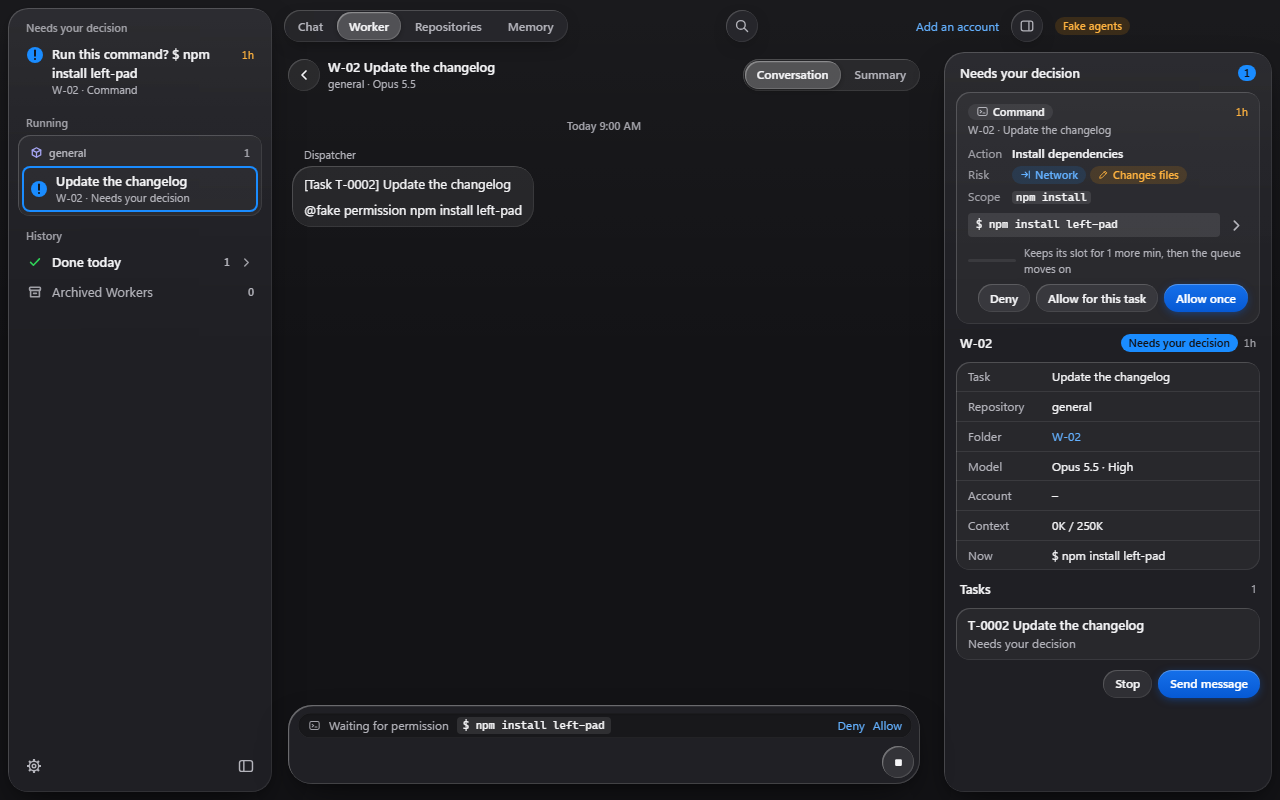 Needs your decision
Run this command? $ npm install left-pad
1h
W-02 · Command
Running
general
1
Update the changelog
W-02 · Needs your decision
History
Done today
1
Archived Workers
0
Chat
Worker
Repositories
Memory
Add an account
Fake agents
W-02 Update the changelog
general · Opus 5.5
Conversation
Summary
Today 9:00 AM
Dispatcher
[Task T-0002] Update the changelog
@fake permission npm install left-pad
Waiting for permission
$ npm install left-pad
Deny
Allow
Needs your decision
1
Command
1h
W-02 · Update the changelog
Action
Install dependencies
Risk
Network
Changes files
Scope
npm install
$ npm install left-pad
Keeps its slot for 1 more min, then the queue
moves on
Deny
Allow for this task
Allow once
W-02
Needs your decision
1h
Task
Update the changelog
Repository
general
Folder
W-02
Model
Opus 5.5 · High
Account
–
Context
0K / 250K
Now
$ npm install left-pad
Tasks
1
T-0002 Update the changelog
Needs your decision
Stop
Send message